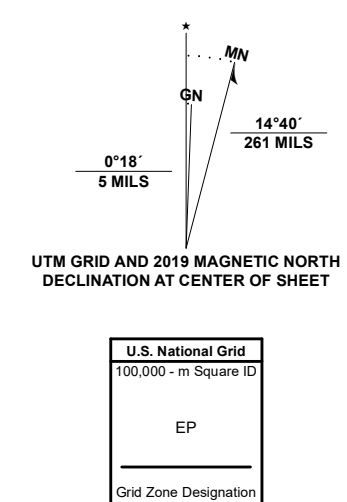 ★
MN
GN
14°40´
261 MILS
0°18´
5 MILS
UTM GRID AND 2019 MAGNETIC NORTH
DECLINATION AT CENTER OF SHEET
U.S. National Grid
100,000 - m Square ID
EP
Grid Zone Designation